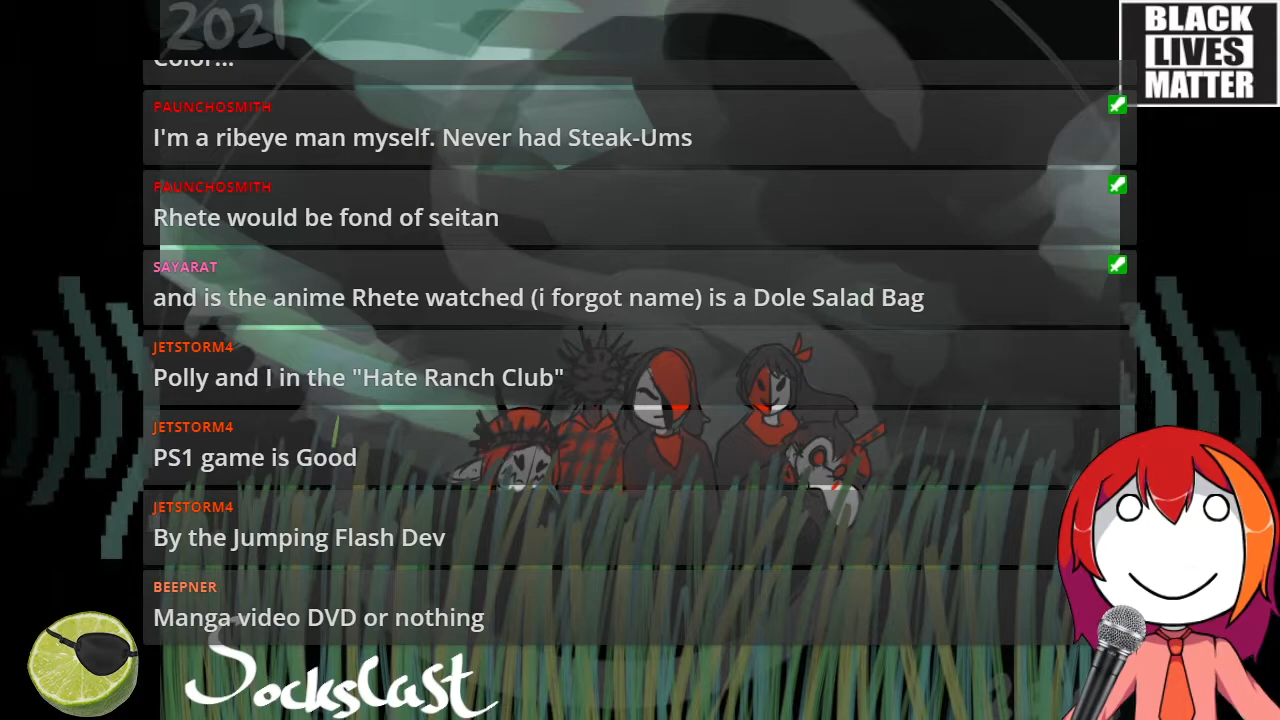 2021
Color...
BLACK
LIVES
MATTER
PAUNCHOSMITH
I'm a ribeye man myself. Never had Steak-Ums
PAUNCHOSMITH
Rhete would be fond of seitan
SAYARAT
and is the anime Rhete watched (i forgot name) is a Dole Salad Bag
JETSTORM4
Polly and I in the "Hate Ranch Club"
JETSTORM4
PS1 game is Good
JETSTORM4
By the Jumping Flash Dev
BEEPNER
Manga video DVD or nothing
SocksCast